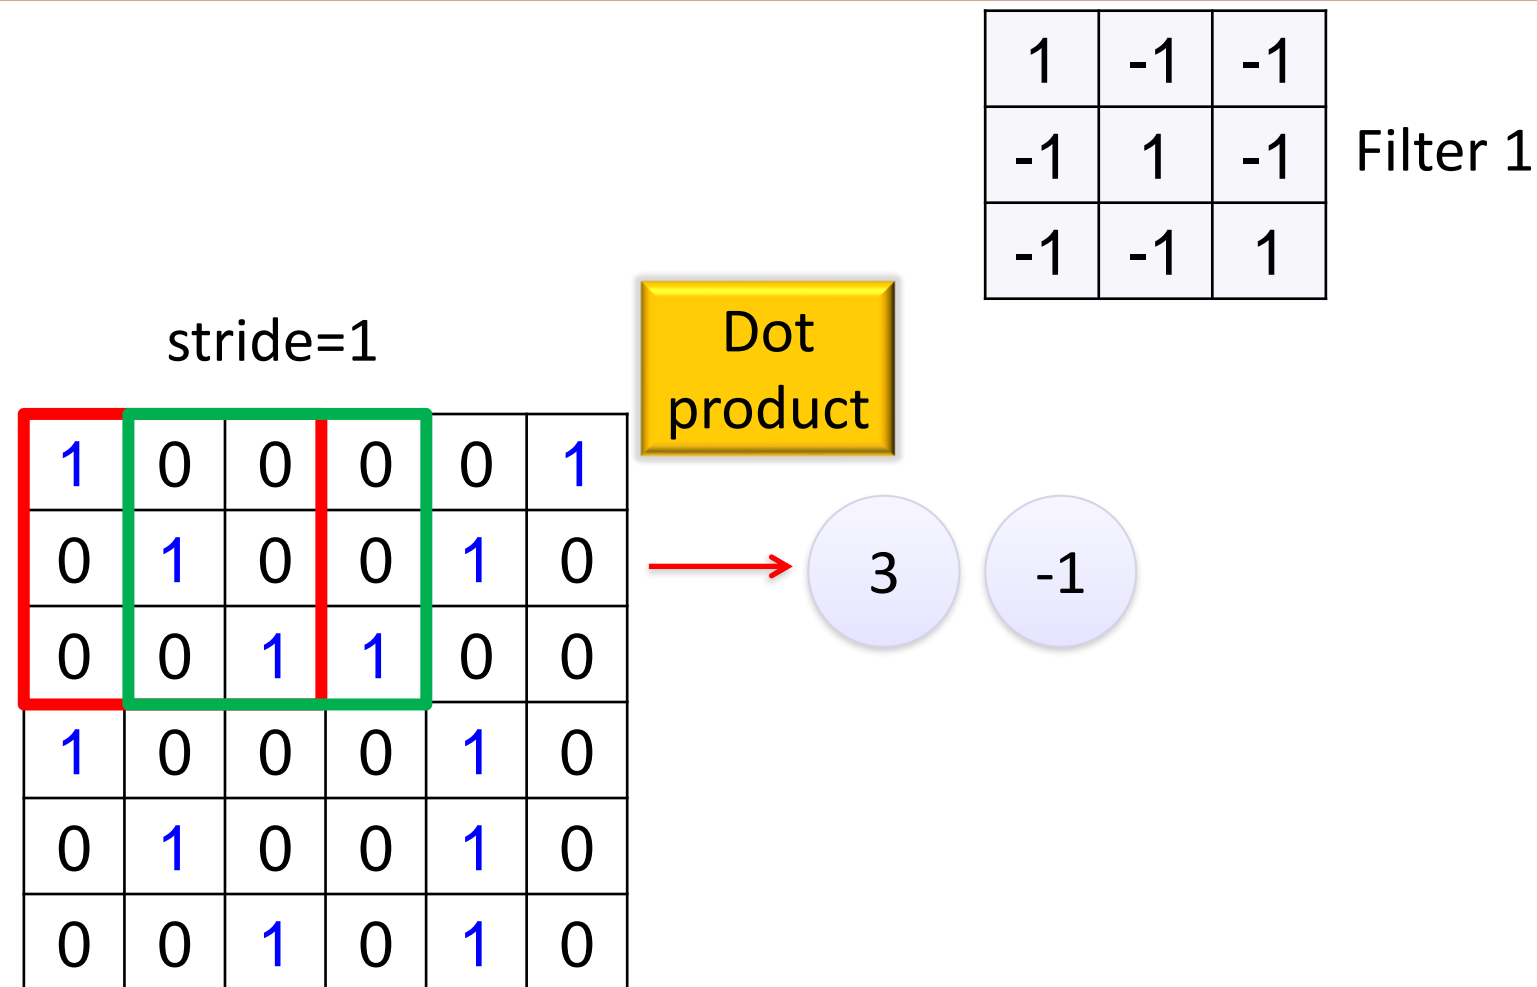 1 -1 -1
-1 1 -1
-1 -1 1
Filter 1
stride=1
Dot
product
1 0 0 0 0 1
0 1 0 0 1 0
0 0 1 1 0 0
1 0 0 0 1 0
0 1 0 0 1 0
0 0 1 0 1 0
3 -1